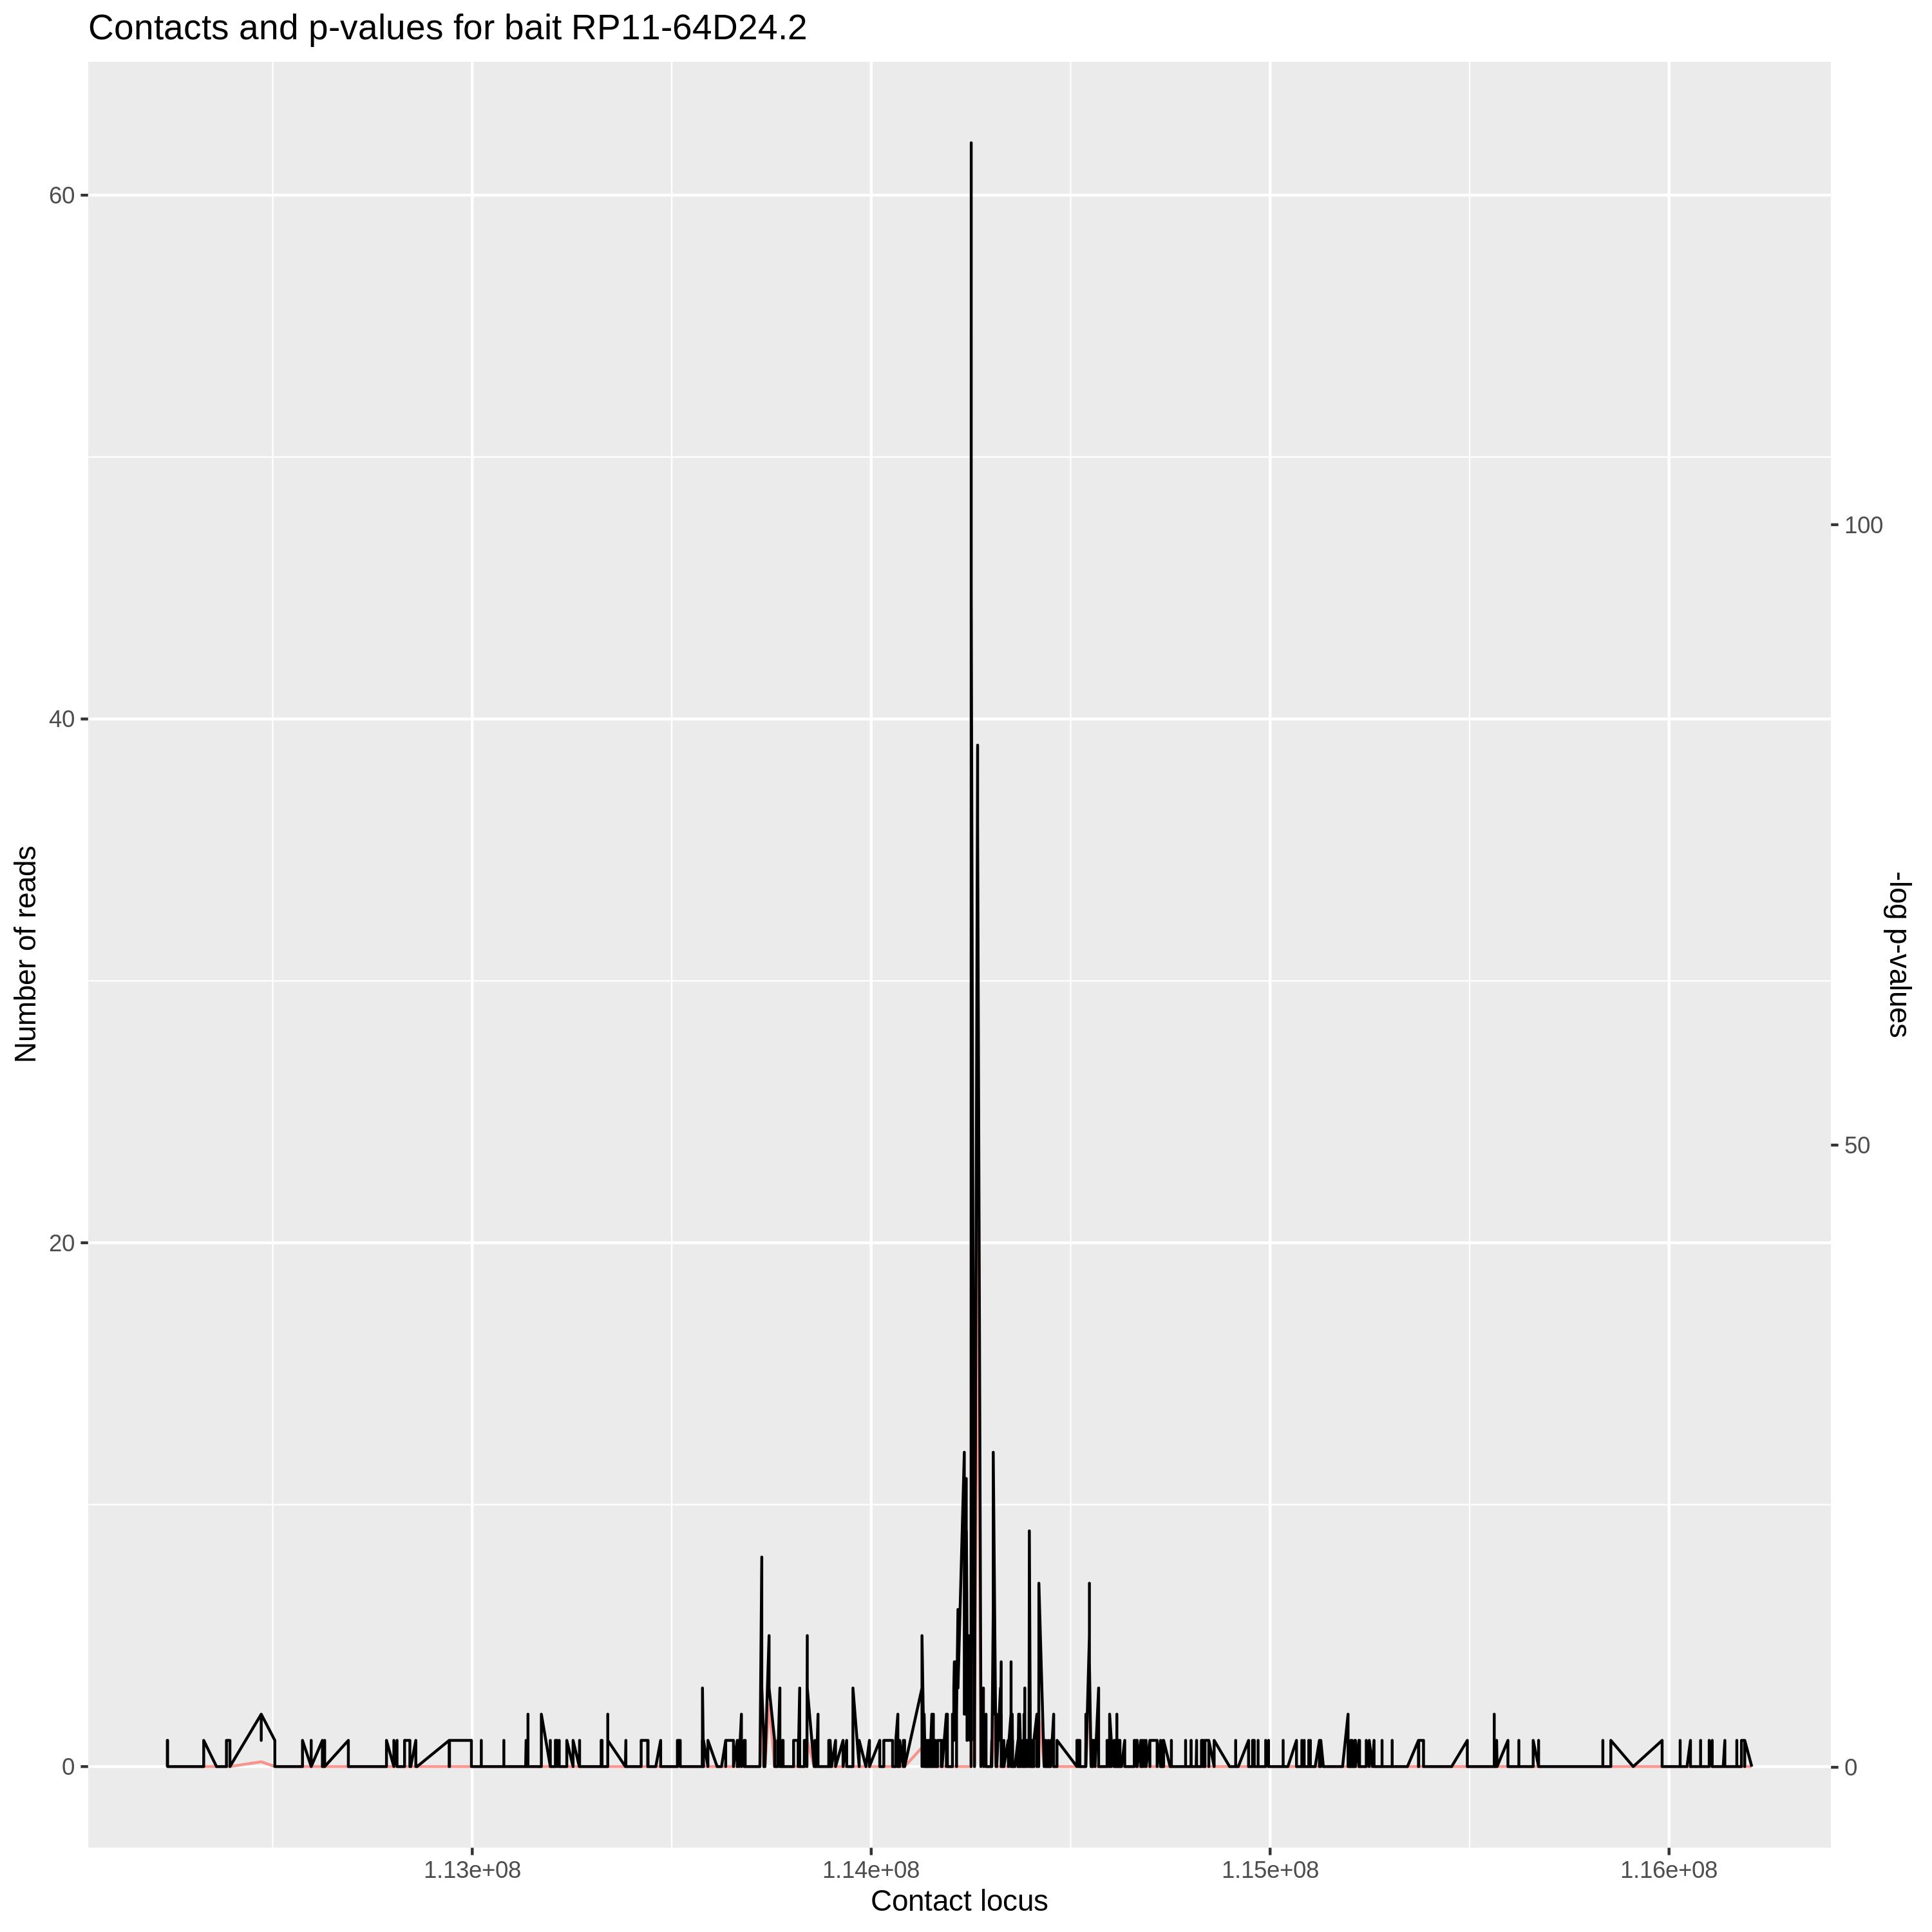 Contacts and p-values for bait RP11-64D24.2
60
40
20
0
Number of reads
100
50
0
-log p-values
1.13e+08
1.14e+08
1.15e+08
1.16e+08
Contact locus